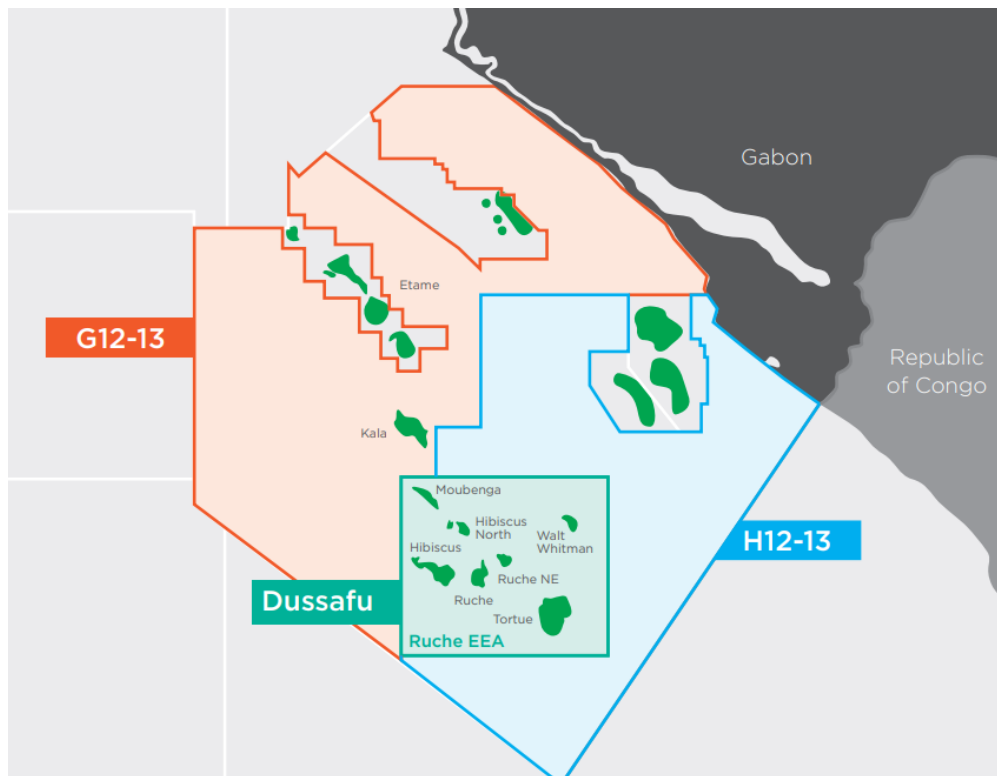 Gabon
Republic
of Congo
Etame
G12-13
Kala
Moubenga
Hibiscus
North
Walt
Whitman
Hibiscus
Ruche NE
Ruche
Tortue
Ruche EEA
Dussafu
H12-13